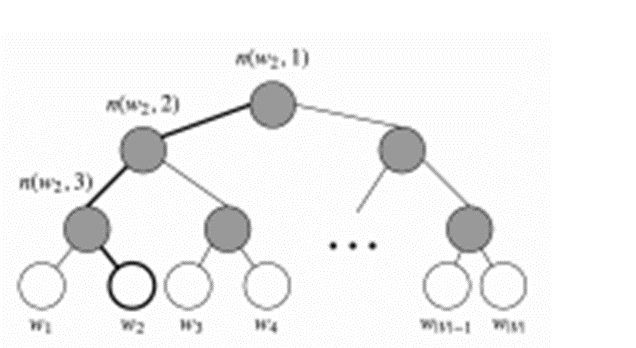 n(w₂, 1)
n(w₂, 2)
n(w₂, 3)
...
w₁ w₂ w₃ w₄ w|V|−1 w|V|